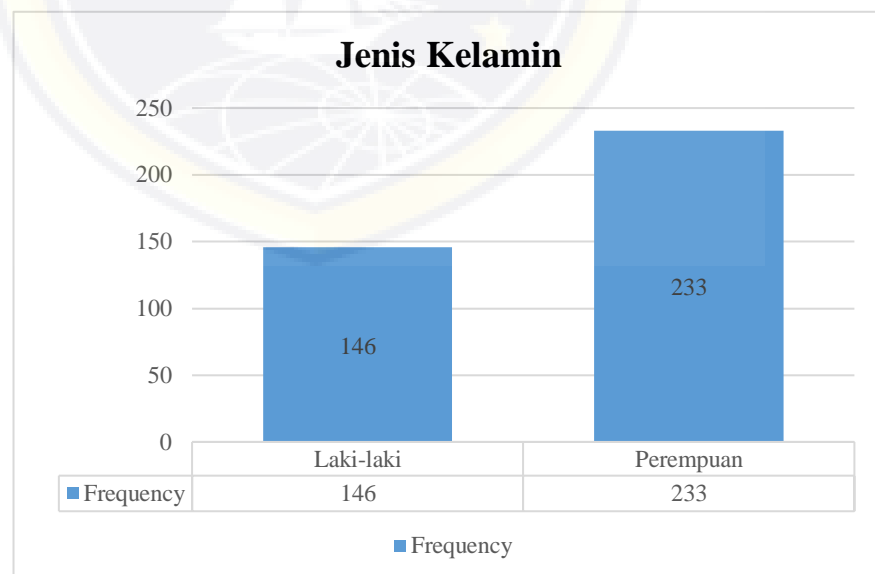 Jenis Kelamin
250
200
150
100
50
0
146
233
Laki-laki Perempuan
Frequency 146 233
Frequency